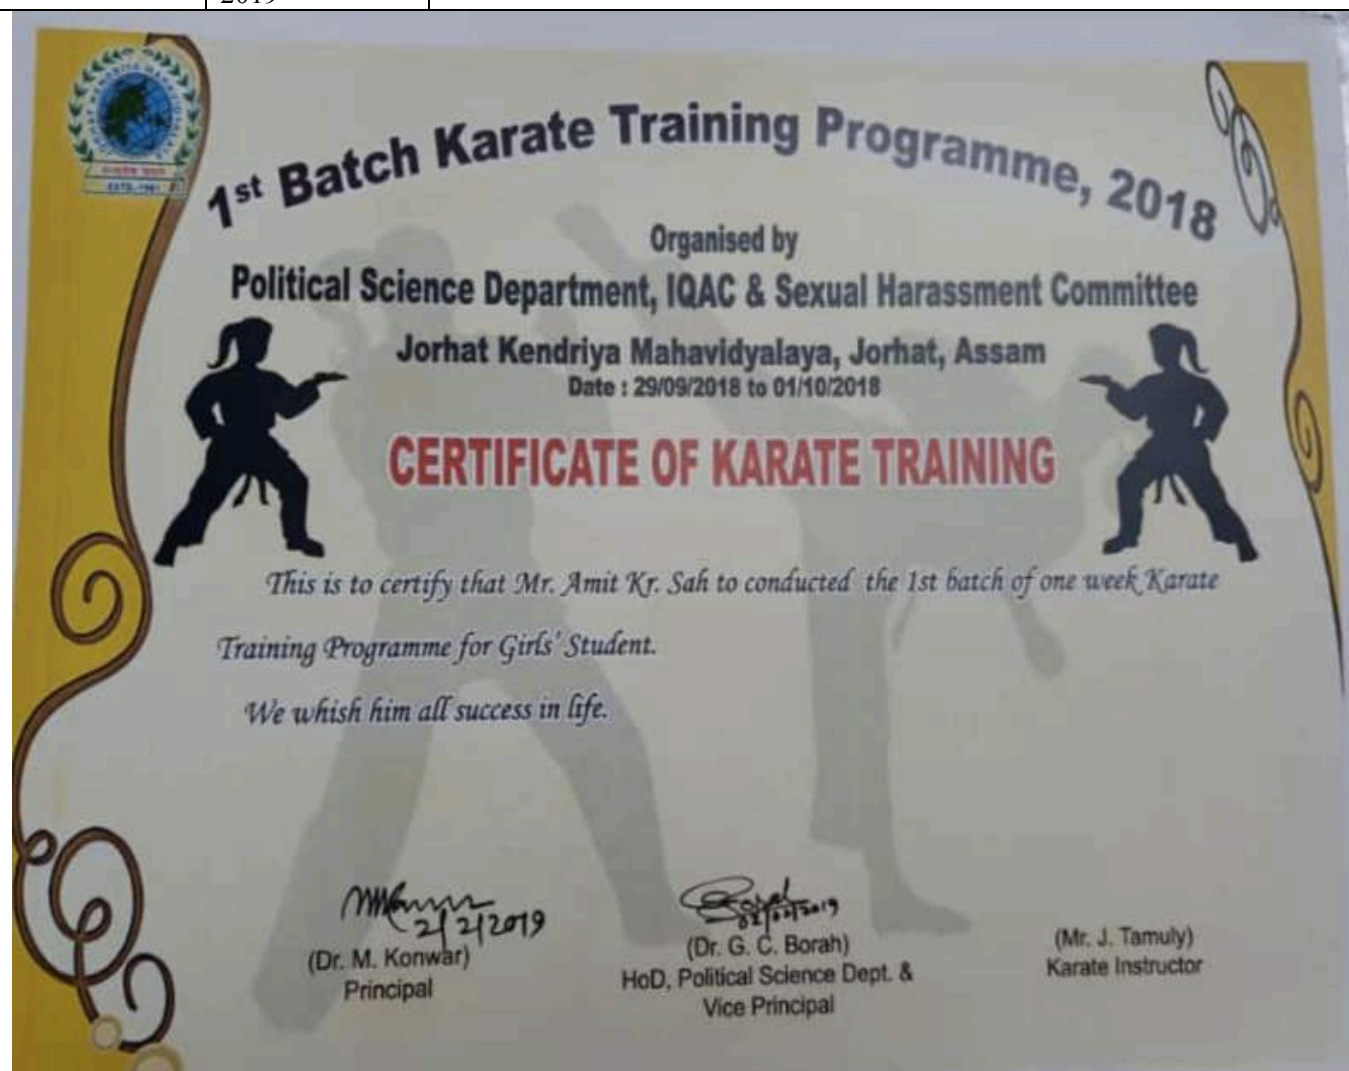 2019
1st Batch Karate Training Programme, 2018
Organised by
Political Science Department, IQAC & Sexual Harassment Committee
Jorhat Kendriya Mahavidyalaya, Jorhat, Assam
Date : 29/09/2018 to 01/10/2018
CERTIFICATE OF KARATE TRAINING
This is to certify that Mr. Amit Kr. Sah to conducted the 1st batch of one week Karate
Training Programme for Girls' Student.
We whish him all success in life.
2/2/2019
(Dr. M. Konwar)
Principal
(Dr. G. C. Borah)
HoD, Political Science Dept. &
Vice Principal
(Mr. J. Tamuly)
Karate Instructor
ESTD.-1981